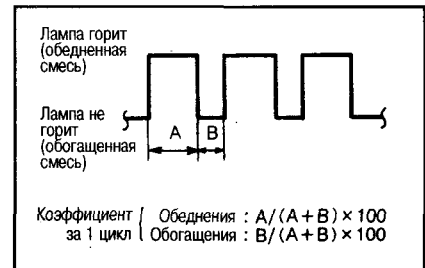 Лампа горит
(обедненная
смесь)
Лампа не
горит
(обогащенная
смесь)
A
B
Коэффициент
за 1 цикл
Обеднения : A/(A+B)×100
Обогащения : B/(A+B)×100